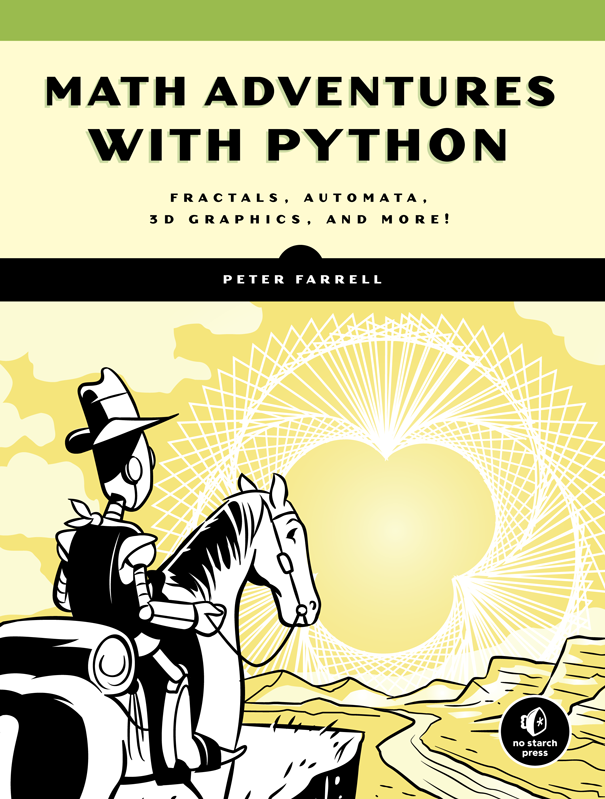 MATH ADVENTURES
WITH PYTHON
FRACTALS, AUTOMATA,
3D GRAPHICS, AND MORE!
PETER FARRELL
no starch
press